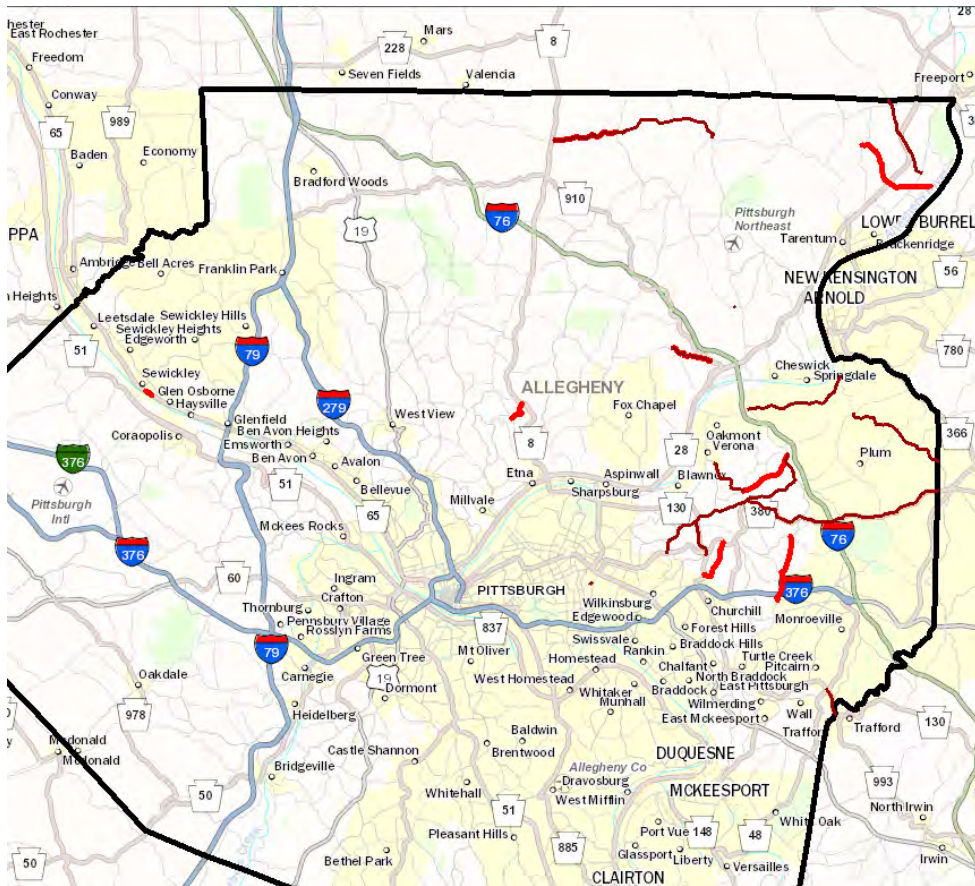 hester
East Rochester
Freedom
Conway
65
989
Baden
Economy
228
Mars
8
Seven Fields
Valencia
28
Freeport
Bradford Woods
19
76
910
Pittsburgh
Northeast
Tarentum
LOWER BURREL
Brackenridge
NEW KENSINGTON
ARNOLD
56
780
PPA
Ambridge
Bell Acres
Franklin Park
n Heights
Leetsdale
Sewickley Hills
Sewickley Heights
Edgeworth
51
79
Sewickley
Glen Osborne
Haysville
Coraopolis
Glenfield
Ben Avon Heights
Emsworth
Ben Avon
Avalon
Bellevue
279
West View
ALLEGHENY
Fox Chapel
Cheswick
Springdale
366
8
28
Oakmont
Verona
Plum
376
Pittsburgh
Intl
51
65
Millvale
Etna
Aspinwall
Sharpsburg
Blawnox
130
380
76
McKees Rocks
376
60
Ingram
Crafton
Thornburg
Pennsbury Village
Rosslyn Farms
79
PITTSBURGH
Wilkinsburg
Edgewood
376
Churchill
Monroeville
837
Swissvale
Forest Hills
Rankin
Braddock Hills
Mt Oliver
Homestead
Chalfant
Turtle Creek
Pitcairn
Green Tree
19
Dormont
Carnegie
Oakdale
West Homestead
North Braddock
Braddock
East Pittsburgh
Whitaker
Munhall
Wilmerding
Wall
East Mckeesport
Trafford
Trafford
130
978
Heidelberg
Mcdonald
Mcdonald
Castle Shannon
Baldwin
Brentwood
DUQUESNE
Bridgeville
50
Allegheny Co
Dravosburg
West Mifflin
MCKEESPORT
993
Whitehall
51
North Irwin
Pleasant Hills
Port Vue
148
48
White Oak
50
Bethel Park
885
Glassport
Liberty
Versailles
Irwin
CLAIRTON